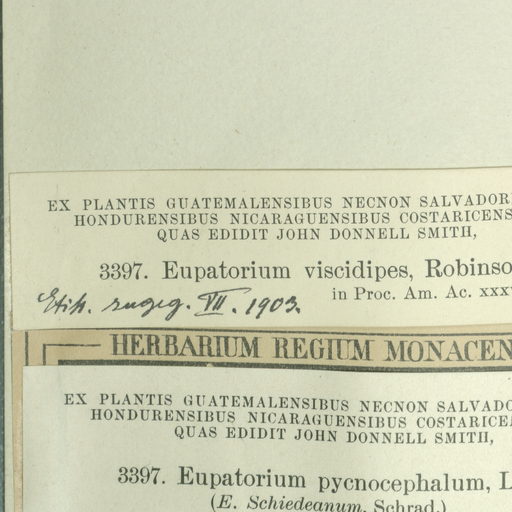 EX PLANTIS GUATEMALENSIBUS NECNON SALVADOR
HONDURENSIBUS NICARAGUENSIBUS COSTARICENS
QUAS EDIDIT JOHN DONNELL SMITH,
3397. Eupatorium viscidipes, Robinso
in Proc. Am. Ac. xxx
Etik. zugeg. VII. 1903.
HERBARIUM REGIUM MONACEN
EX PLANTIS GUATEMALENSIBUS NECNON SALVADO
HONDURENSIBUS NICARAGUENSIBUS COSTARICE
QUAS EDIDIT JOHN DONNELL SMITH,
3397. Eupatorium pycnocephalum, L
(E. Schiedeanum, Schrad.)